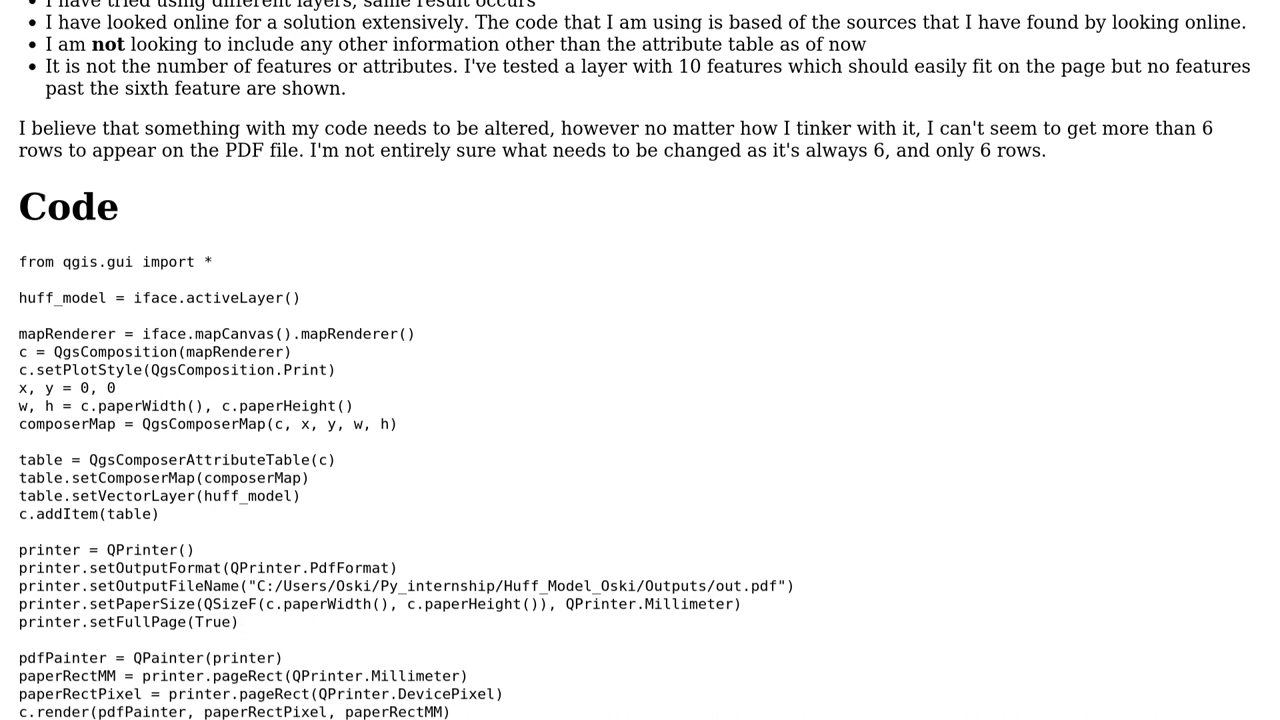 I have tried using different layers, same result occurs
I have looked online for a solution extensively. The code that I am using is based of the sources that I have found by looking online.
I am not looking to include any other information other than the attribute table as of now
It is not the number of features or attributes. I've tested a layer with 10 features which should easily fit on the page but no features
past the sixth feature are shown.
I believe that something with my code needs to be altered, however no matter how I tinker with it, I can't seem to get more than 6
rows to appear on the PDF file. I'm not entirely sure what needs to be changed as it's always 6, and only 6 rows.
Code
from qgis.gui import *
huff_model = iface.activeLayer()
mapRenderer = iface.mapCanvas().mapRenderer()
c = QgsComposition(mapRenderer)
c.setPlotStyle(QgsComposition.Print)
x, y = 0, 0
w, h = c.paperWidth(), c.paperHeight()
composerMap = QgsComposerMap(c, x, y, w, h)
table = QgsComposerAttributeTable(c)
table.setComposerMap(composerMap)
table.setVectorLayer(huff_model)
c.addItem(table)
printer = QPrinter()
printer.setOutputFormat(QPrinter.PdfFormat)
printer.setOutputFileName("C:/Users/Oski/Py_internship/Huff_Model_Oski/Outputs/out.pdf")
printer.setPaperSize(QSizeF(c.paperWidth(), c.paperHeight()), QPrinter.Millimeter)
printer.setFullPage(True)
pdfPainter = QPainter(printer)
paperRectMM = printer.pageRect(QPrinter.Millimeter)
paperRectPixel = printer.pageRect(QPrinter.DevicePixel)
c.render(pdfPainter, paperRectPixel, paperRectMM)